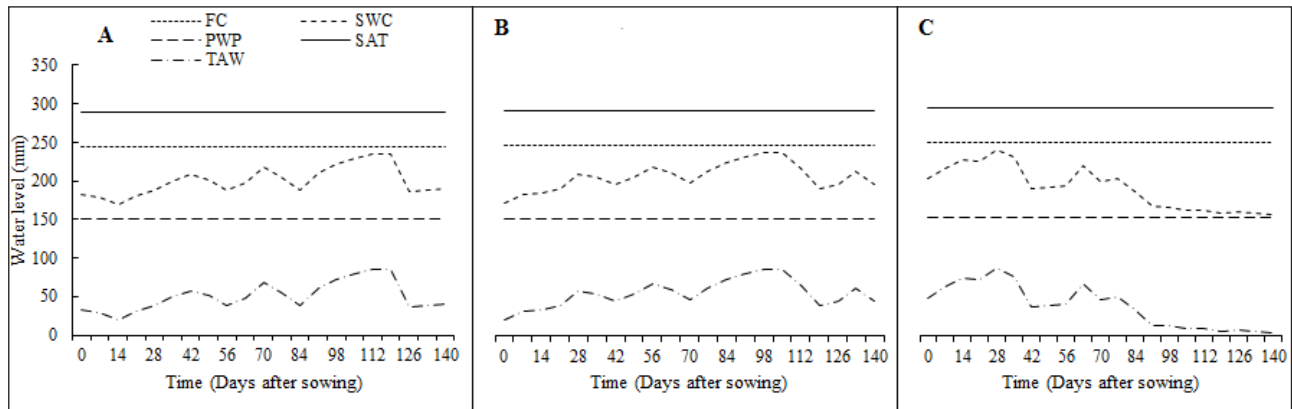 A
FC
SWC
PWP
SAT
TAW
B
C
Water level (mm)
350
300
250
200
150
100
50
0
0 14 28 42 56 70 84 98 112 126 140
Time (Days after sowing)
0 14 28 42 56 70 84 98 112 126 140
Time (Days after sowing)
0 14 28 42 56 70 84 98 112 126 140
Time (Days after sowing)